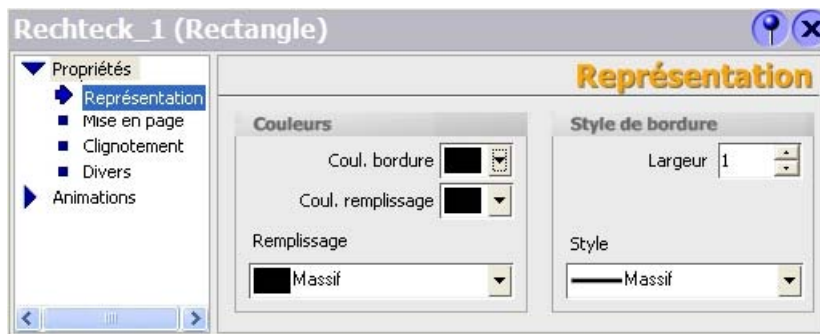 Rechteck_1 (Rectangle)
Propriétés
Représentation
Mise en page
Clignotement
Divers
Animations
Représentation
Couleurs
Coul. bordure
Coul. remplissage
Remplissage
Massif
Style de bordure
Largeur 1
Style
Massif